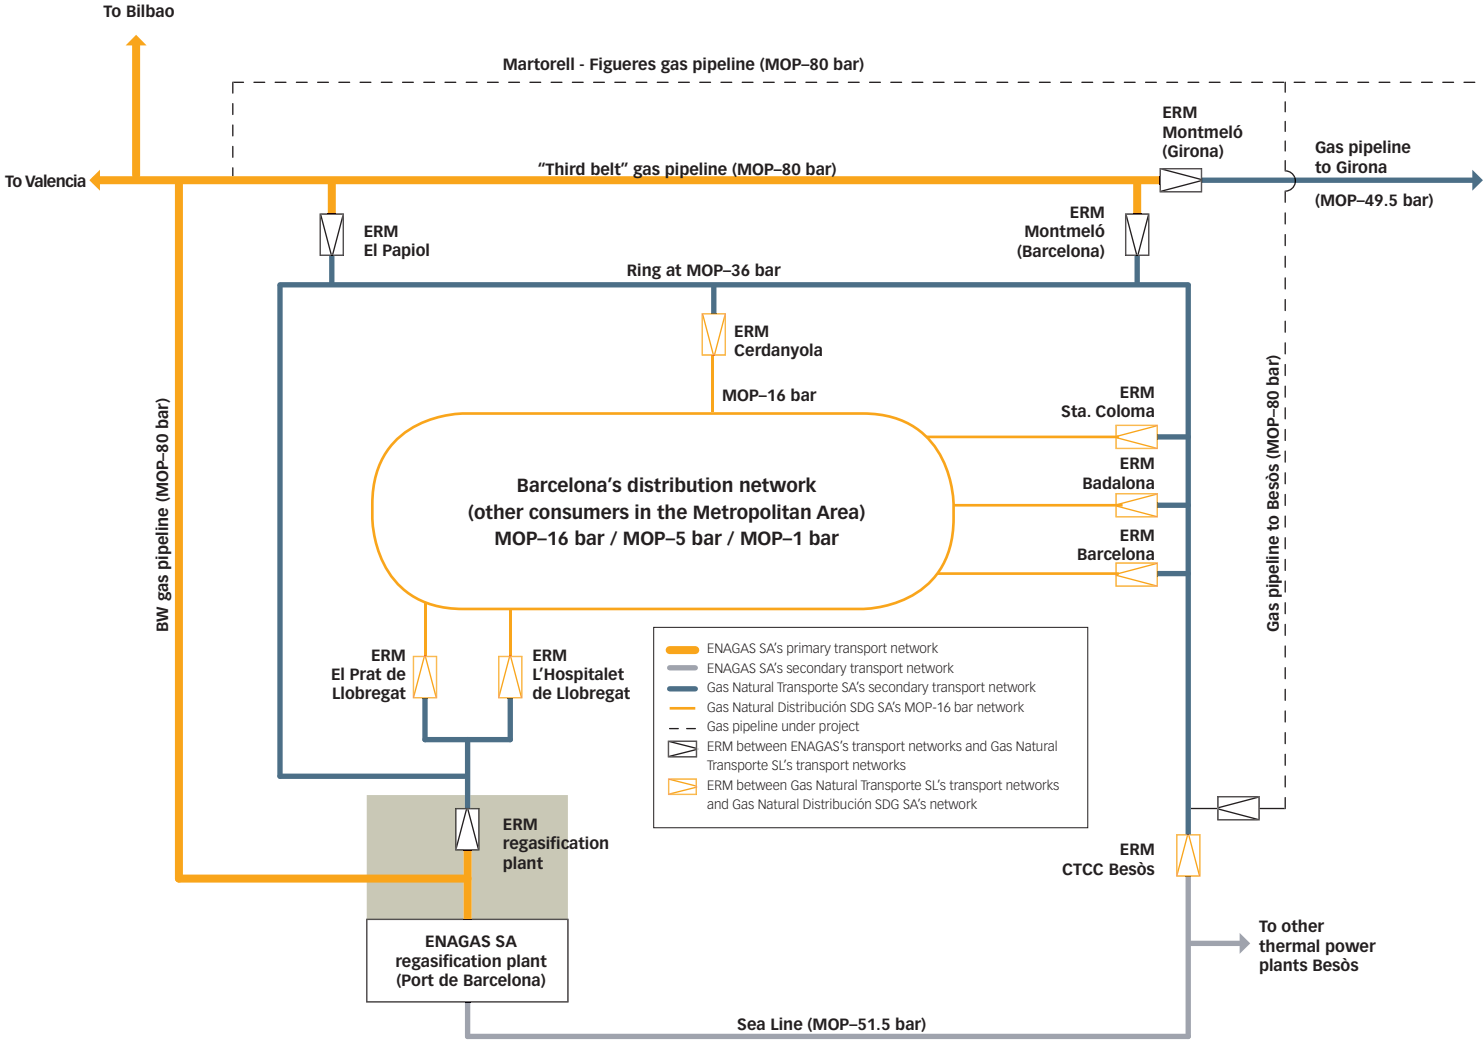 To Bilbao
Martorell - Figueres gas pipeline (MOP–80 bar)
ERM
Montmeló
(Girona)
Gas pipeline
to Girona
(MOP–49.5 bar)
To Valencia
“Third belt” gas pipeline (MOP–80 bar)
ERM
El Papiol
ERM
Montmeló
(Barcelona)
Ring at MOP–36 bar
ERM
Cerdanyola
MOP–16 bar
BW gas pipeline (MOP–80 bar)
Gas pipeline to Besòs (MOP–80 bar)
ERM
Sta. Coloma
ERM
Badalona
ERM
Barcelona
Barcelona’s distribution network
(other consumers in the Metropolitan Area)
MOP–16 bar / MOP–5 bar / MOP–1 bar
ERM
El Prat de
Llobregat
ERM
L’Hospitalet
de Llobregat
ENAGAS SA’s primary transport network
ENAGAS SA’s secondary transport network
Gas Natural Transporte SA’s secondary transport network
Gas Natural Distribución SDG SA’s MOP-16 bar network
Gas pipeline under project
ERM between ENAGAS’s transport networks and Gas Natural
Transporte SL’s transport networks
ERM between Gas Natural Transporte SL’s transport networks
and Gas Natural Distribución SDG SA’s network
ERM
regasification
plant
ERM
CTCC Besòs
ENAGAS SA
regasification plant
(Port de Barcelona)
To other
thermal power
plants Besòs
Sea Line (MOP–51.5 bar)